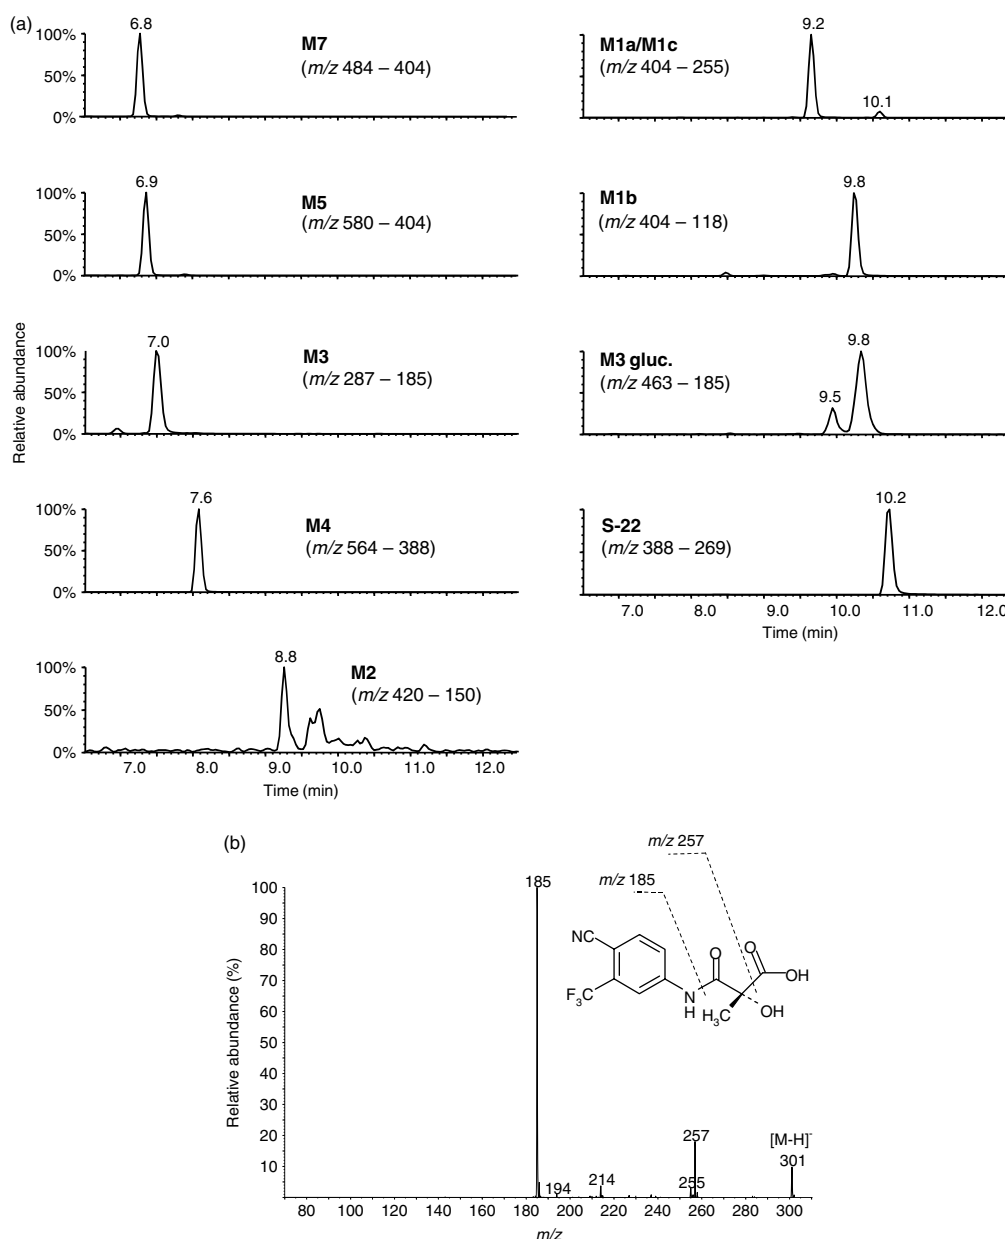 (a)
Relative abundance
6.8
M7
(m/z 484 – 404)
100%
50%
0%
6.9
M5
(m/z 580 – 404)
100%
50%
0%
7.0
M3
(m/z 287 – 185)
100%
50%
0%
7.6
M4
(m/z 564 – 388)
100%
50%
0%
8.8
M2
(m/z 420 – 150)
100%
50%
0%
7.0 8.0 9.0 10.0 11.0 12.0
Time (min)
9.2
M1a/M1c
(m/z 404 – 255)
10.1
9.8
M1b
(m/z 404 – 118)
9.8
M3 gluc.
(m/z 463 – 185)
9.5
10.2
S-22
(m/z 388 – 269)
7.0 8.0 9.0 10.0 11.0 12.0
Time (min)
(b)
m/z 257
m/z 185
NC
F3C
N
H
O
H3C
O
OH
OH
Relative abundance (%)
100
90
80
70
60
50
40
30
20
10
185
194
214
257
255
[M-H]-
301
80 100 120 140 160 180 200 220 240 260 280 300
m/z